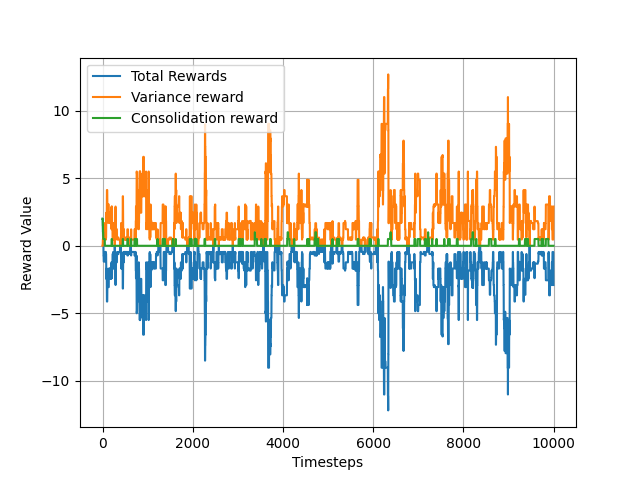 Total Rewards
Variance reward
Consolidation reward
10
5
0
−5
−10
Reward Value
0
2000
4000
6000
8000
10000
Timesteps